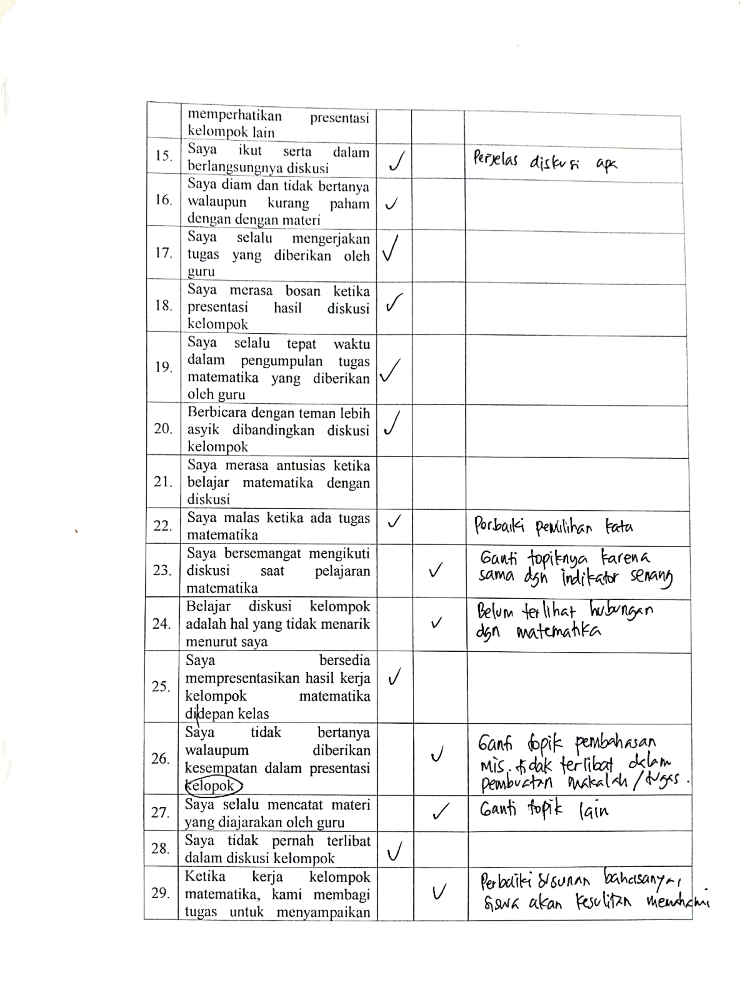 memperhatikan presentasi
kelompok lain
15. Saya ikut serta dalam ✓ Perjelas diskusi apa
berlangsungnya diskusi
Saya diam dan tidak bertanya
16. walaupun kurang paham ✓
dengan dengan materi
Saya selalu mengerjakan
17. tugas yang diberikan oleh ✓
guru
Saya merasa bosan ketika
18. presentasi hasil diskusi ✓
kelompok
Saya selalu tepat waktu
19. dalam pengumpulan tugas ✓
matematika yang diberikan
oleh guru
Berbicara dengan teman lebih
20. asyik dibandingkan diskusi ✓
kelompok
Saya merasa antusias ketika
21. belajar matematika dengan
diskusi
22. Saya malas ketika ada tugas ✓ Perbaiki pemilihan kata
matematika
Saya bersemangat mengikuti Ganti topiknya karena
23. diskusi saat pelajaran ✓ sama dgn indikator senang
matematika
Belajar diskusi kelompok Belum terlihat hubungan
24. adalah hal yang tidak menarik ✓ dgn matematika
menurut saya
Saya bersedia
25. mempresentasikan hasil kerja ✓
kelompok matematika
didepan kelas
Saya tidak bertanya Ganti topik pembahasan
26. walaupum diberikan ✓ mis. tidak terlibat dalam
kesempatan dalam presentasi pembuatan makalah/tugas.
kelopok
27. Saya selalu mencatat materi ✓ Ganti topik lain
yang diajarakan oleh guru
28. Saya tidak pernah terlibat ✓
dalam diskusi kelompok
Ketika kerja kelompok Perbaiki susunan bahasanya,
29. matematika, kami membagi ✓ siswa akan kesulitan memahami.
tugas untuk menyampaikan